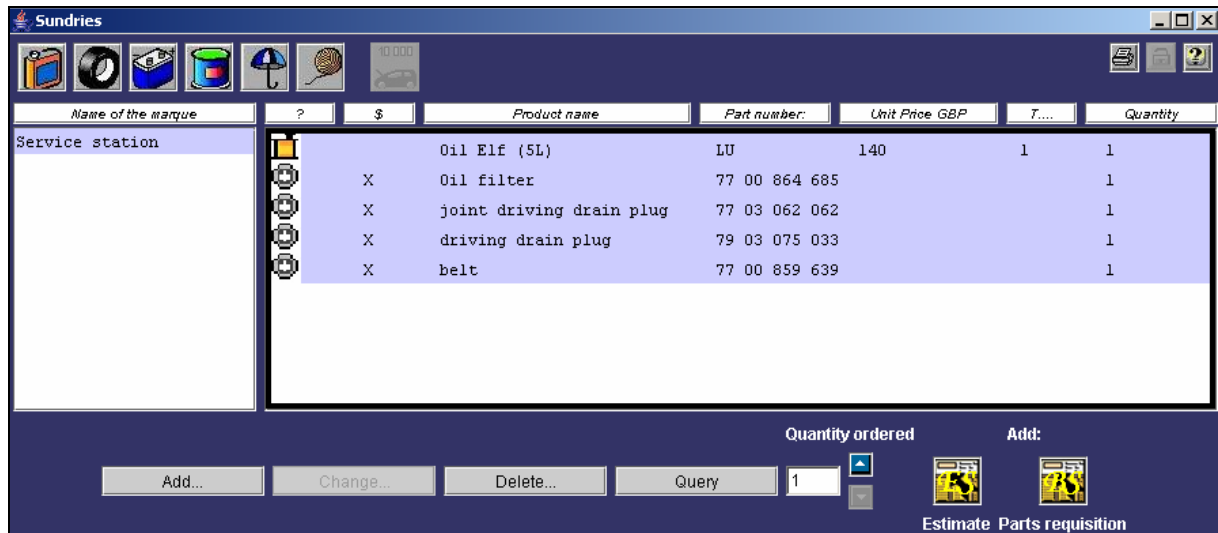 Sundries
10 000
Name of the marque ? $ Product name Part number: Unit Price GBP T.... Quantity
Service station
Oil Elf (5L) LU 140 1 1
X Oil filter 77 00 864 685 1
X joint driving drain plug 77 03 062 062 1
X driving drain plug 79 03 075 033 1
X belt 77 00 859 639 1
Quantity ordered Add:
Add... Change... Delete... Query 1
Estimate Parts requisition